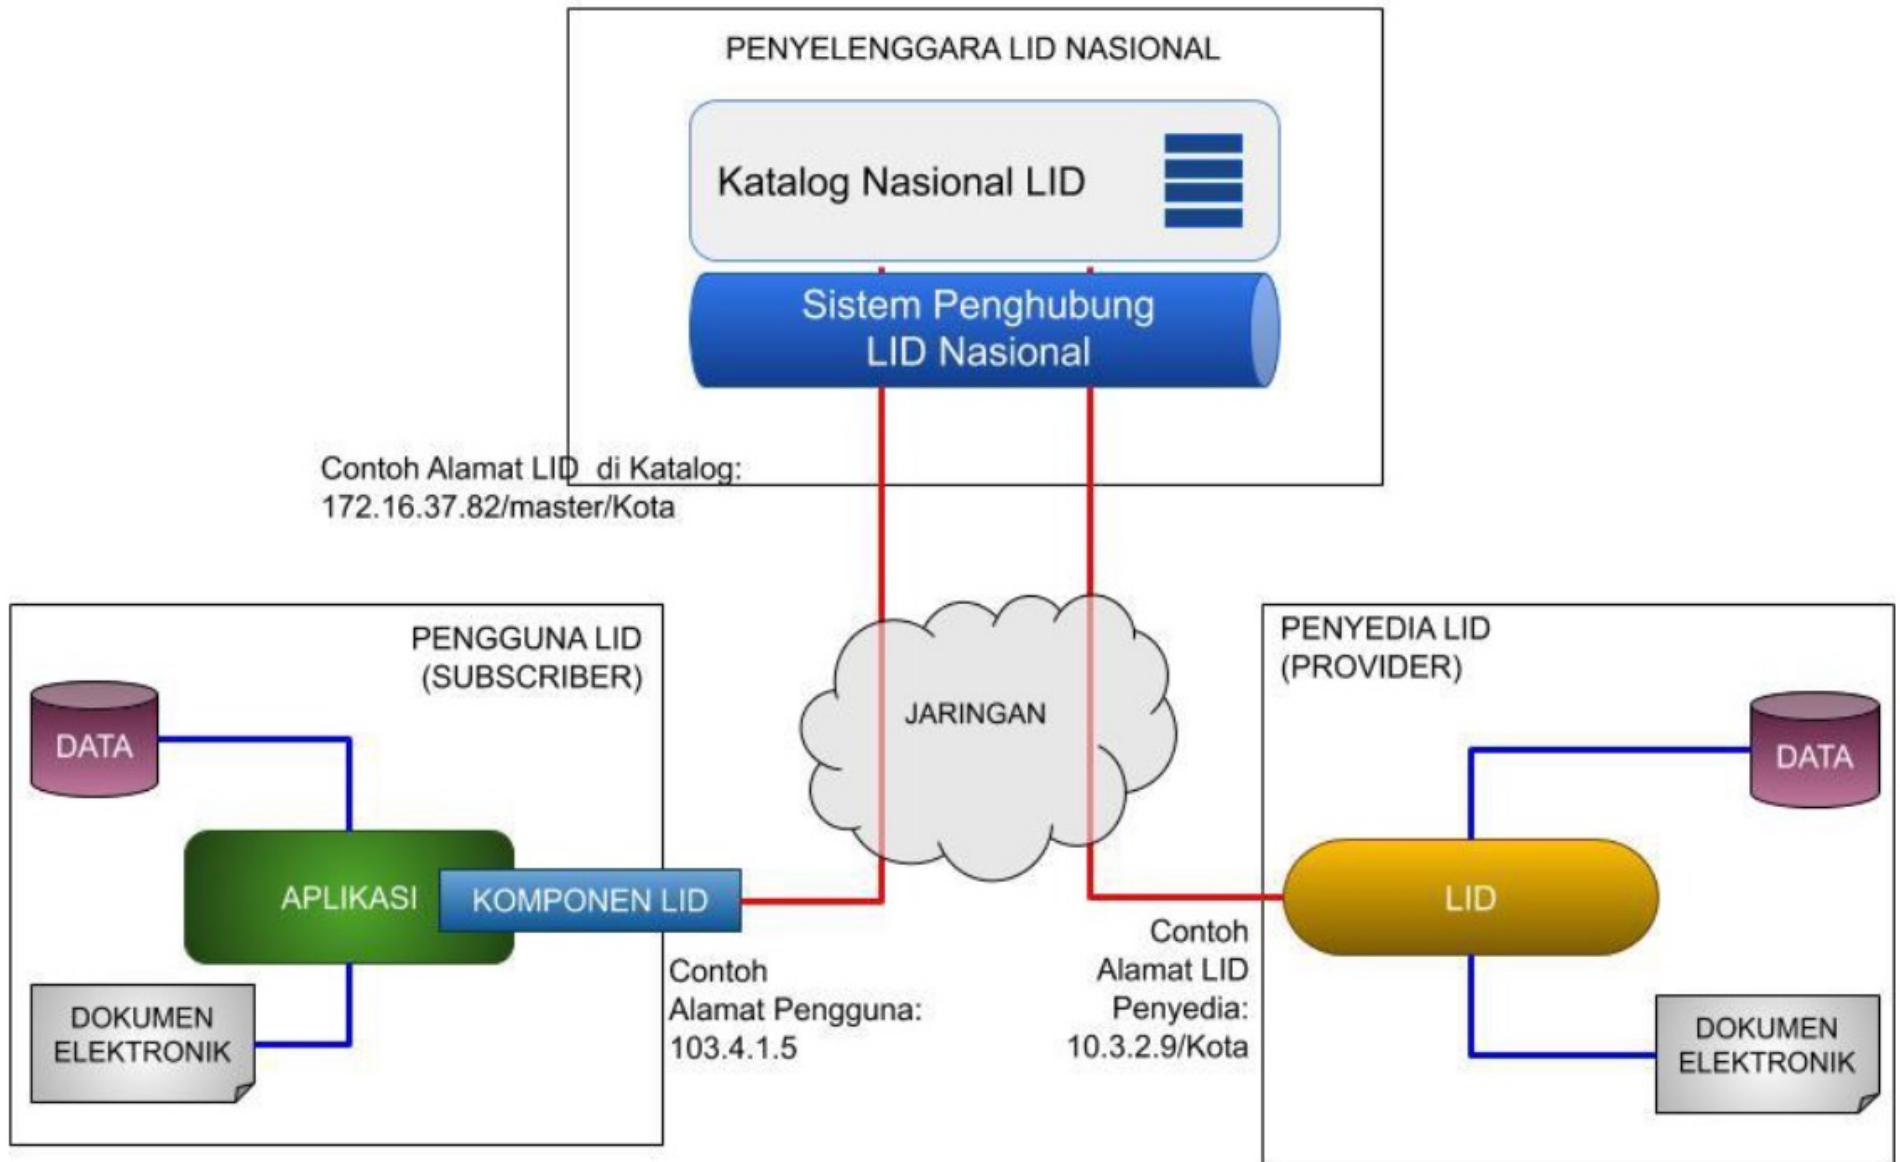 PENYELENGGARA LID NASIONAL
Katalog Nasional LID
Sistem Penghubung
LID Nasional
Contoh Alamat LID di Katalog:
172.16.37.82/master/Kota
PENGGUNA LID
(SUBSCRIBER)
DATA
APLIKASI
KOMPONEN LID
DOKUMEN
ELEKTRONIK
Contoh
Alamat Pengguna:
103.4.1.5
JARINGAN
Contoh
Alamat LID
Penyedia:
10.3.2.9/Kota
PENYEDIA LID
(PROVIDER)
DATA
LID
DOKUMEN
ELEKTRONIK